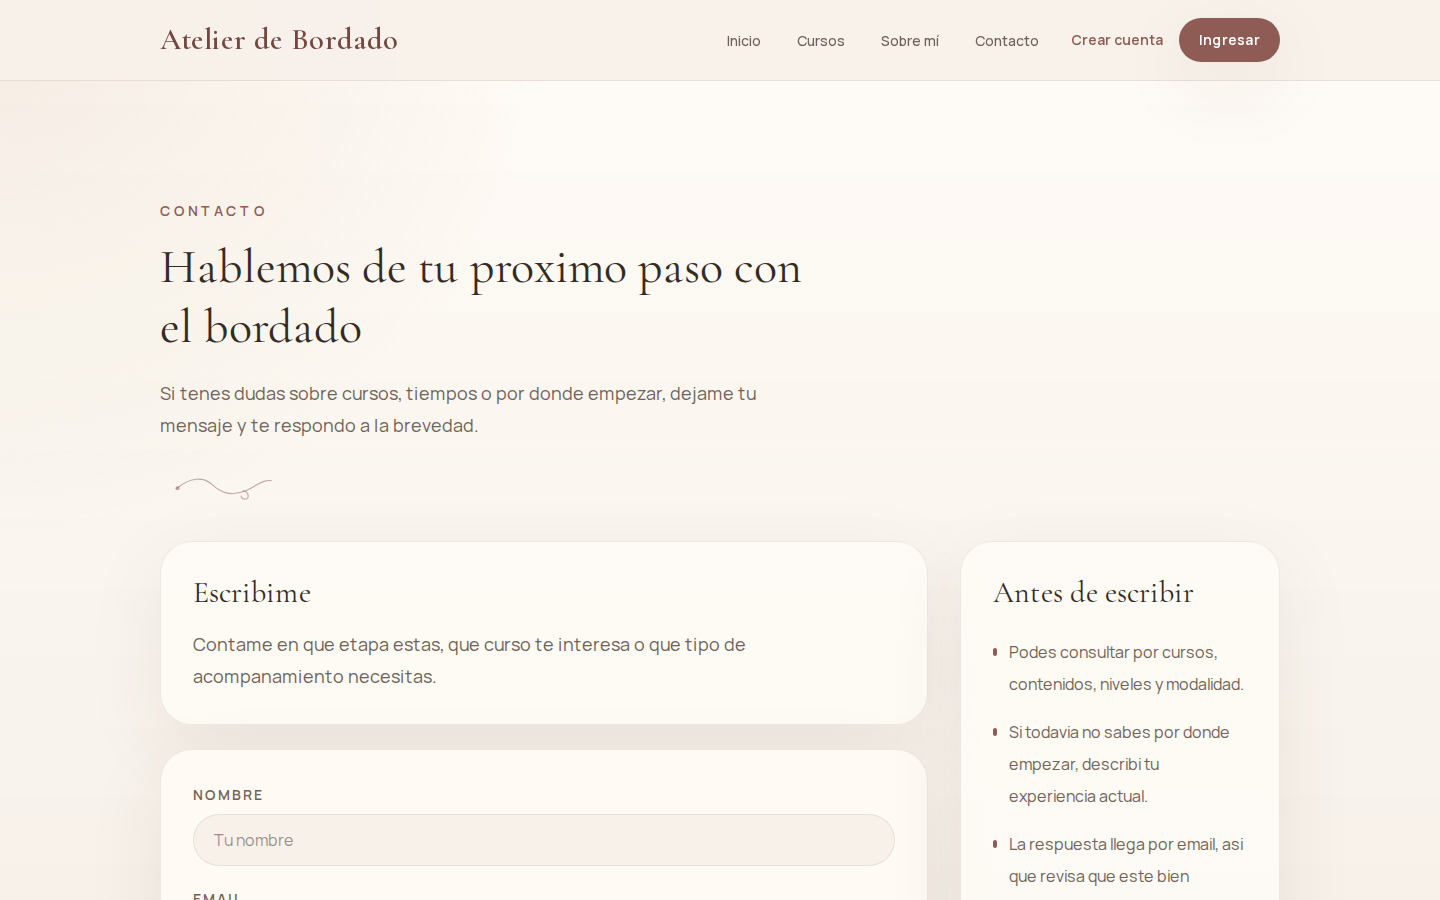 Atelier de Bordado
Inicio
Cursos
Sobre mí
Contacto
Crear cuenta
Ingresar
CONTACTO
Hablemos de tu proximo paso con
el bordado
Si tenes dudas sobre cursos, tiempos o por donde empezar, dejame tu
mensaje y te respondo a la brevedad.
Escribime
Contame en que etapa estas, que curso te interesa o que tipo de
acompanamiento necesitas.
NOMBRE
Tu nombre
EMAIL
Antes de escribir
Podes consultar por cursos,
contenidos, niveles y modalidad.
Si todavia no sabes por donde
empezar, describi tu
experiencia actual.
La respuesta llega por email, asi
que revisa que este bien